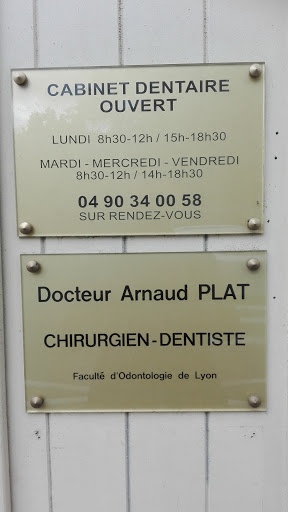 CABINET DENTAIRE
OUVERT
LUNDI 8h30-12h / 15h-18h30
MARDI - MERCREDI - VENDREDI
8h30-12h / 14h-18h30
04 90 34 00 58
SUR RENDEZ-VOUS
Docteur Arnaud PLAT
CHIRURGIEN-DENTISTE
Faculté d'Odontologie de Lyon